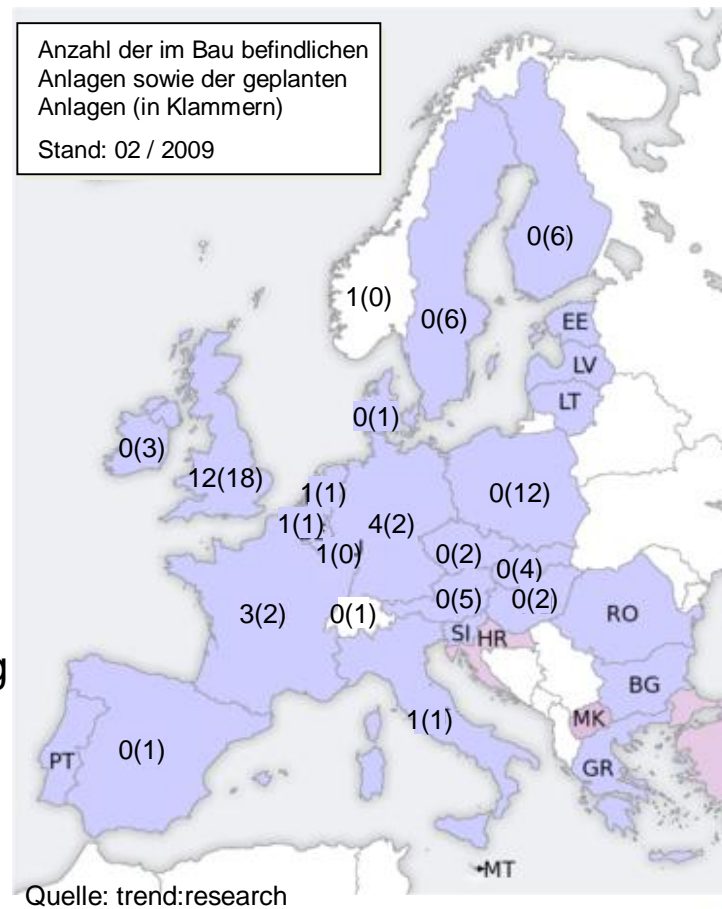 Anzahl der im Bau befindlichen
Anlagen sowie der geplanten
Anlagen (in Klammern)
Stand: 02 / 2009
0(6)
1(0)
0(6)
EE
LV
LT
0(1)
0(3)
12(18)
1(1)
0(12)
1(1)
4(2)
1(0)
0(2)
0(4)
0(5)
0(2)
3(2)
0(1)
RO
SI
HR
g
BG
1(1)
MK
PT
0(1)
GR
MT
Quelle: trend:research